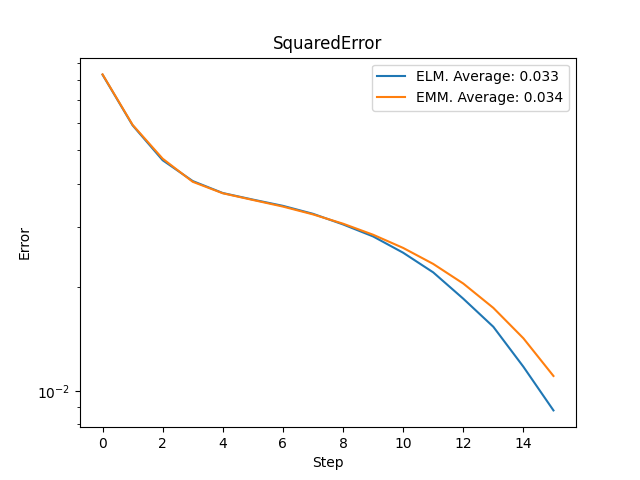 SquaredError
ELM. Average: 0.033
EMM. Average: 0.034
Error
10⁻²
0 2 4 6 8 10 12 14
Step